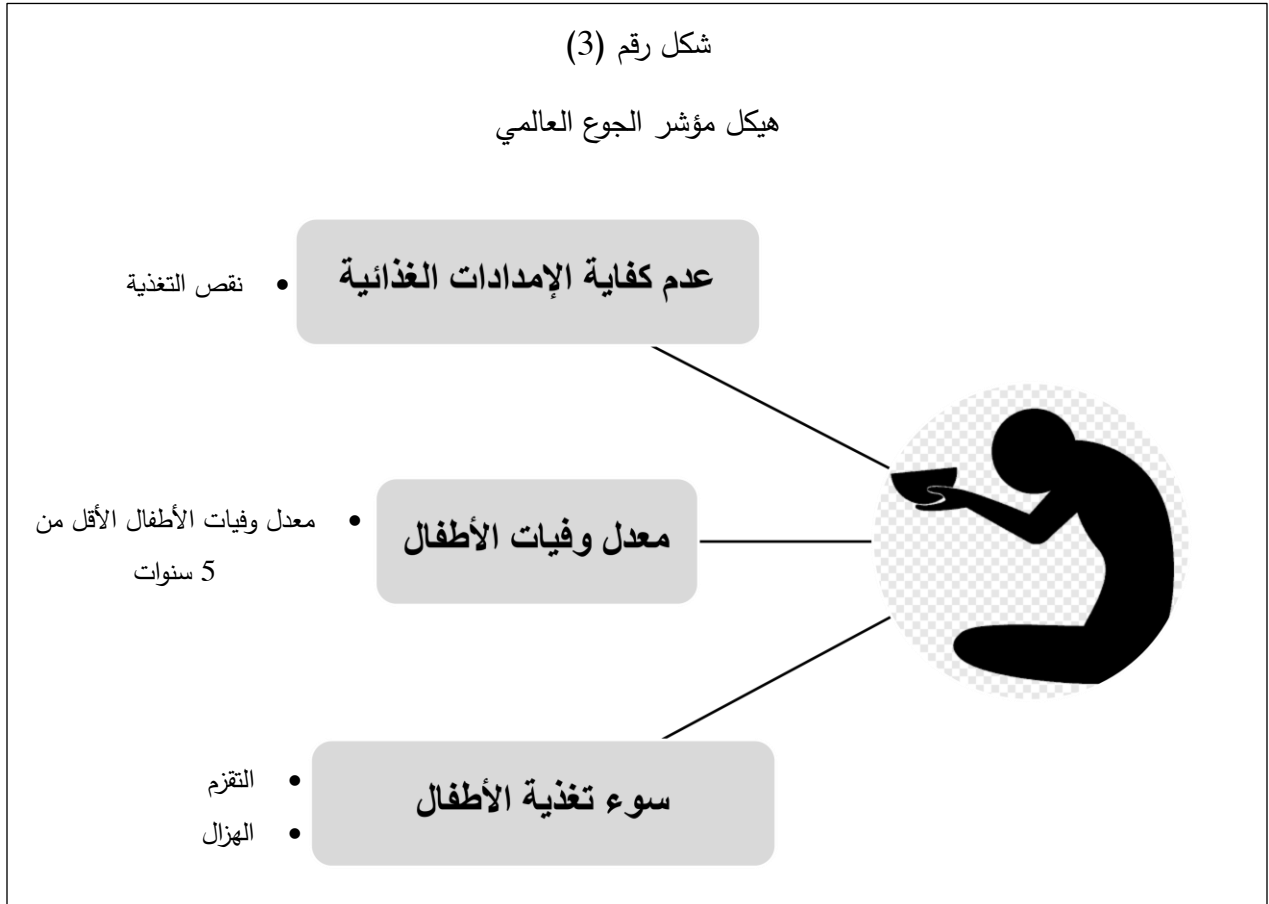 شكل رقم (3)
هيكل مؤشر الجوع العالمي
عدم كفاية الإمدادات الغذائية
• نقص التغذية
معدل وفيات الأطفال
• معدل وفيات الأطفال الأقل من
5 سنوات
سوء تغذية الأطفال
• التقزم
• الهزال